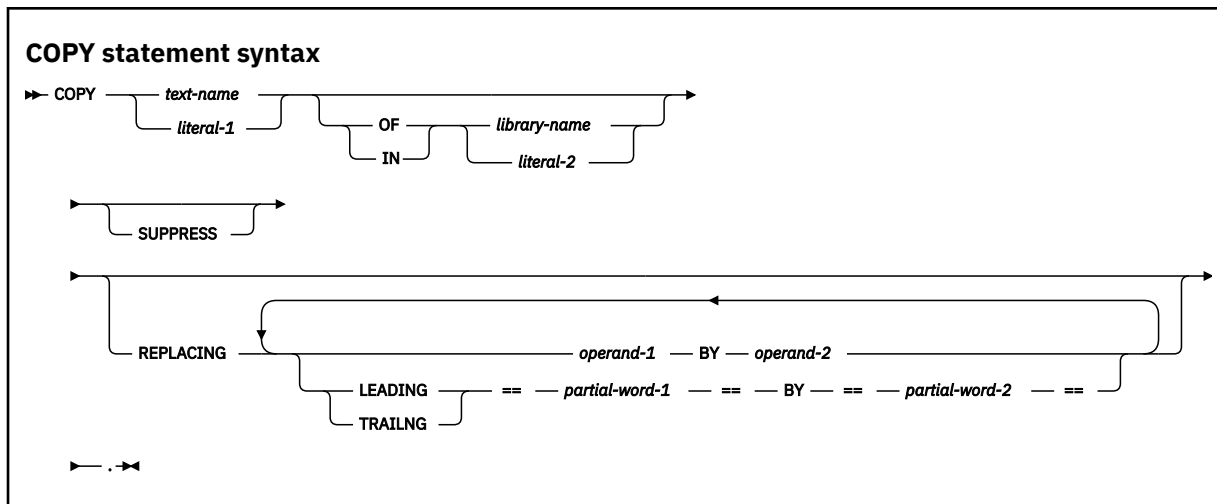 COPY statement syntax
COPY text-name
literal-1
OF library-name
IN literal-2
SUPPRESS
REPLACING operand-1 BY operand-2
LEADING == partial-word-1 == BY == partial-word-2 ==
TRAILNG
.